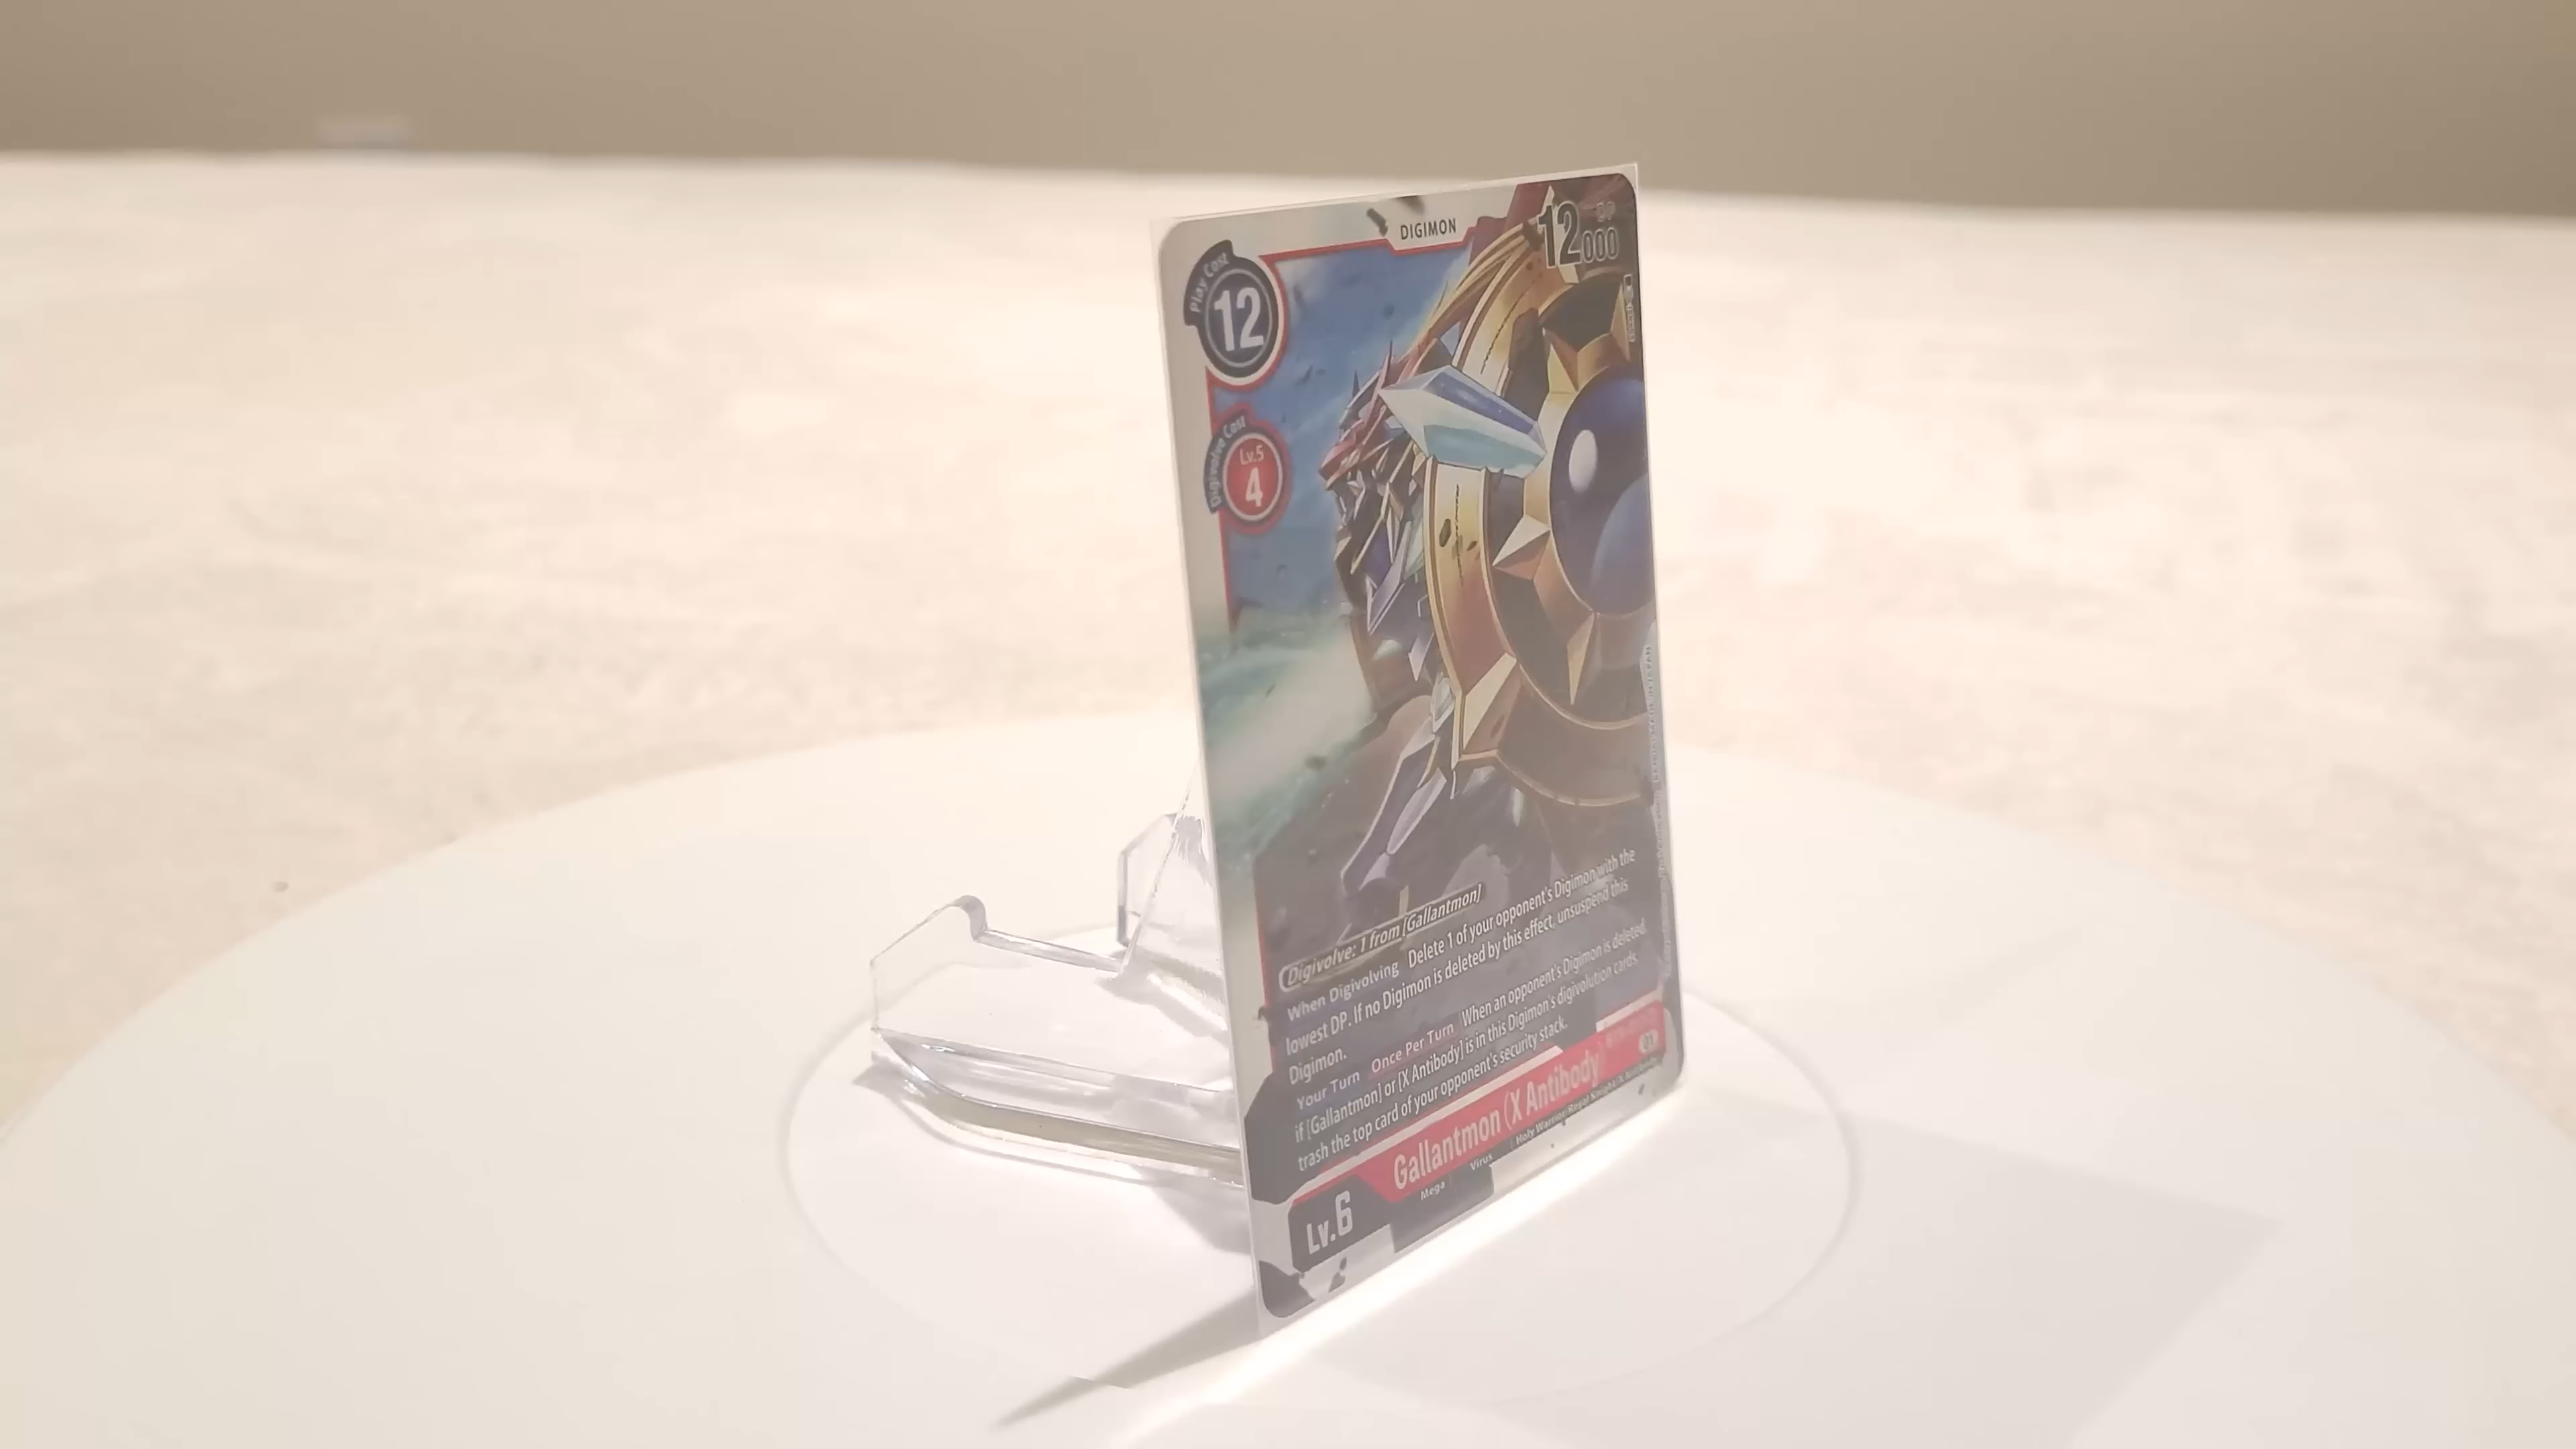 DIGIMON
Play Cost
12
12000
DP
Digivolve Cost
Lv.5
4
Digivolve: 1 from [Gallantmon]
When Digivolving Delete 1 of your opponent's Digimon with the
lowest DP. If no Digimon is deleted by this effect, unsuspend this
Digimon.
Your Turn Once Per Turn When an opponent's Digimon is deleted,
if [Gallantmon] or [X Antibody] is in this Digimon's digivolution cards,
trash the top card of your opponent's security stack.
Gallantmon (X Antibody)
Lv.6
Mega
Virus
Holy Warrior/Royal Knight/X Antibody